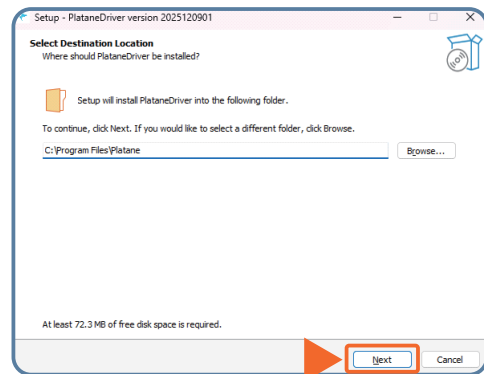 Setup - PlataneDriver version 2025120901
Select Destination Location
Where should PlataneDriver be installed?
Setup will install PlataneDriver into the following folder.
To continue, click Next. If you would like to select a different folder, click Browse.
C:\Program Files\Platane
Browse...
At least 72.3 MB of free disk space is required.
Next
Cancel